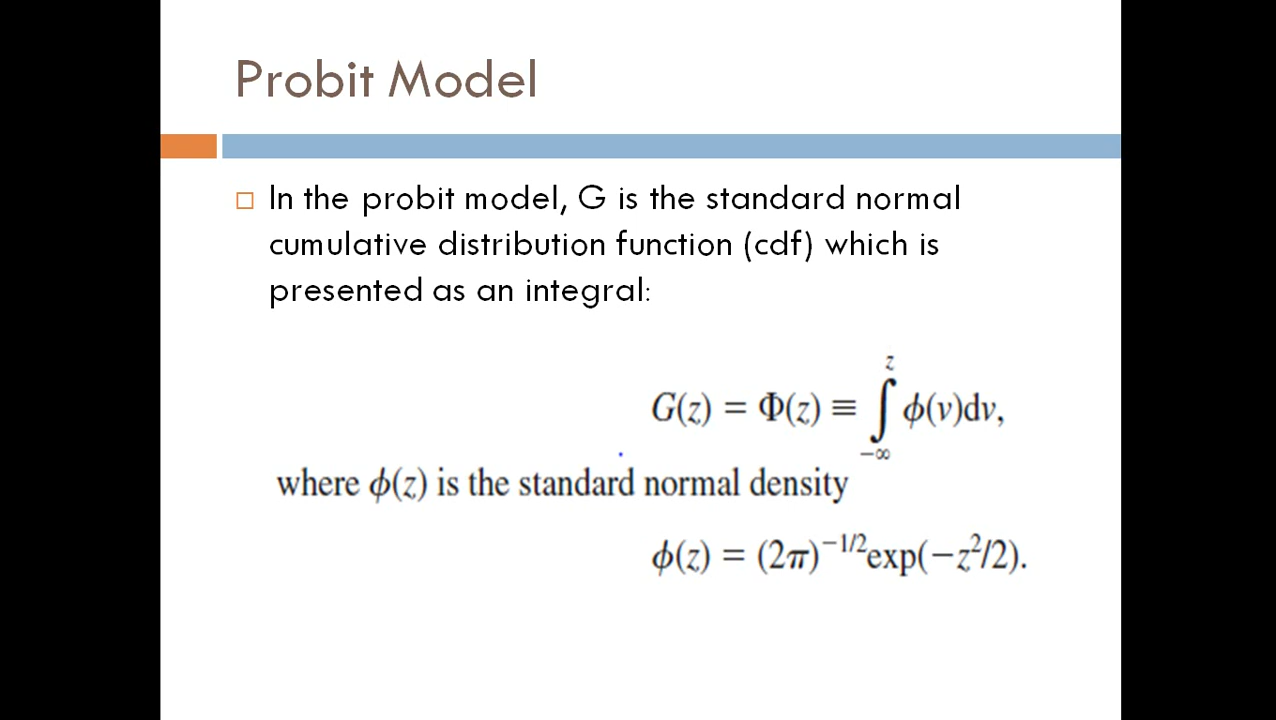 Probit Model
In the probit model, G is the standard normal
cumulative distribution function (cdf) which is
presented as an integral:
G(z) = Φ(z) ≡ ∫_{−∞}^{z} ϕ(v)dv,
where ϕ(z) is the standard normal density
ϕ(z) = (2π)^{−1/2}exp(−z²/2).